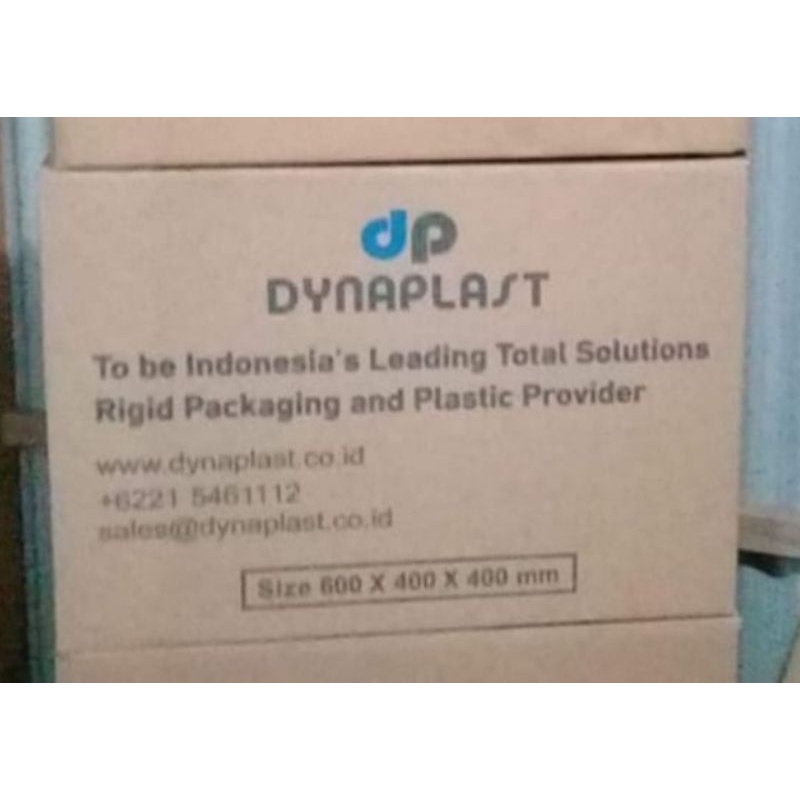 dp
DYNAPLAST
To be Indonesia's Leading Total Solutions
Rigid Packaging and Plastic Provider
www.dynaplast.co.id
+6221 5461112
sales@dynaplast.co.id
Size 600 X 400 X 400 mm